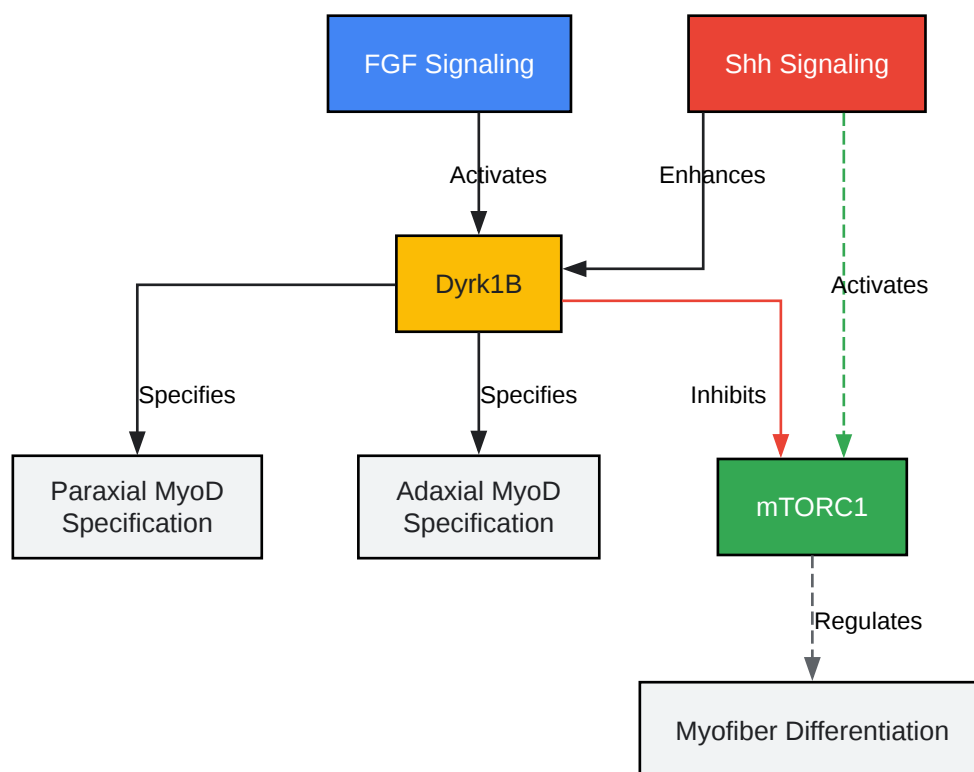 FGF Signaling
Shh Signaling
Activates
Enhances
Dyrk1B
Activates
Specifies
Specifies
Inhibits
Paraxial MyoD
Specification
Adaxial MyoD
Specification
mTORC1
Regulates
Myofiber Differentiation